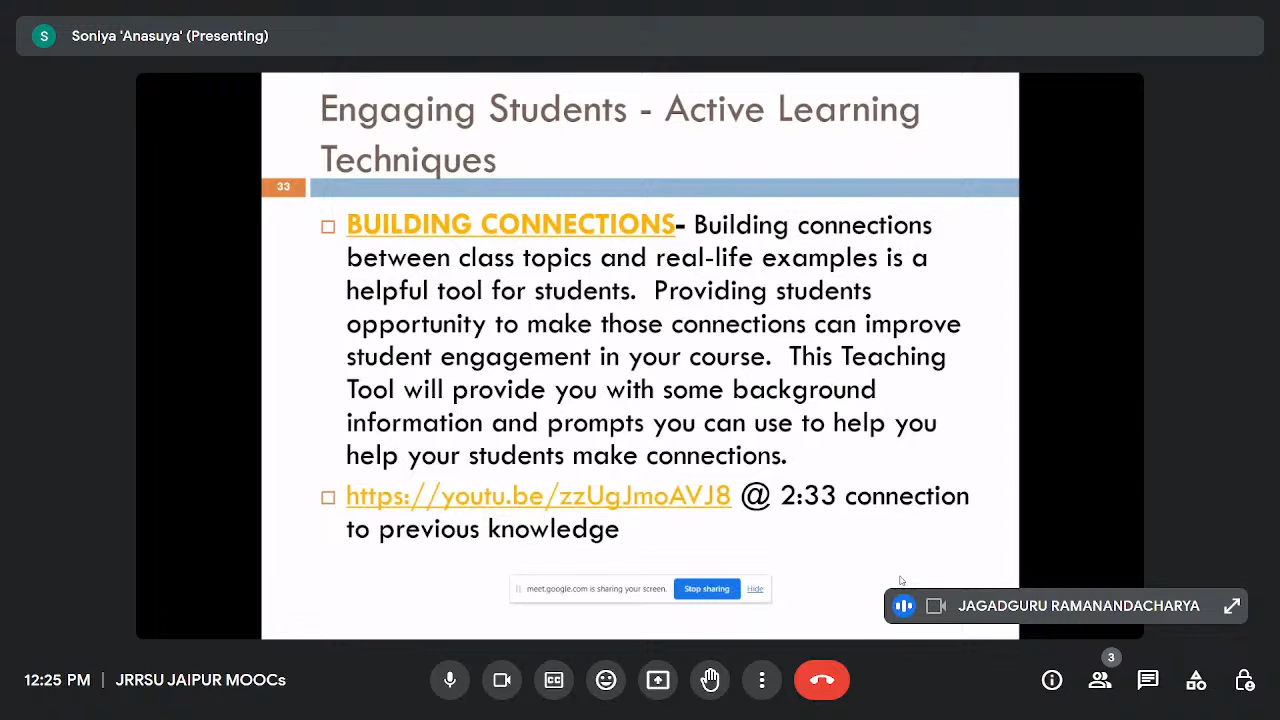 S Soniya 'Anasuya' (Presenting)
Engaging Students - Active Learning
Techniques
33
BUILDING CONNECTIONS- Building connections
between class topics and real-life examples is a
helpful tool for students. Providing students
opportunity to make those connections can improve
student engagement in your course. This Teaching
Tool will provide you with some background
information and prompts you can use to help you
help your students make connections.
https://youtu.be/zzUgJmoAVJ8 @ 2:33 connection
to previous knowledge
meet.google.com is sharing your screen. Stop sharing Hide
JAGADGURU RAMANANDACHARYA
3
12:25 PM | JRRSU JAIPUR MOOCs